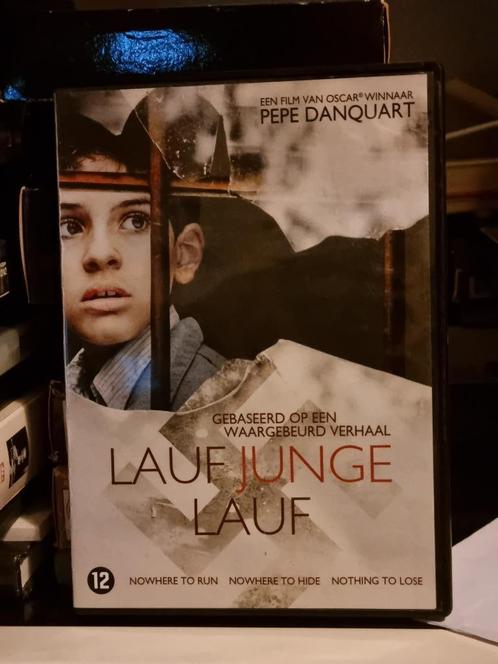 EEN FILM VAN OSCAR® WINNAAR
PEPE DANQUART
GEBASEERD OP EEN
WAARGEBEURD VERHAAL
LAUF JUNGE
LAUF
12
NOWHERE TO RUN NOWHERE TO HIDE NOTHING TO LOSE